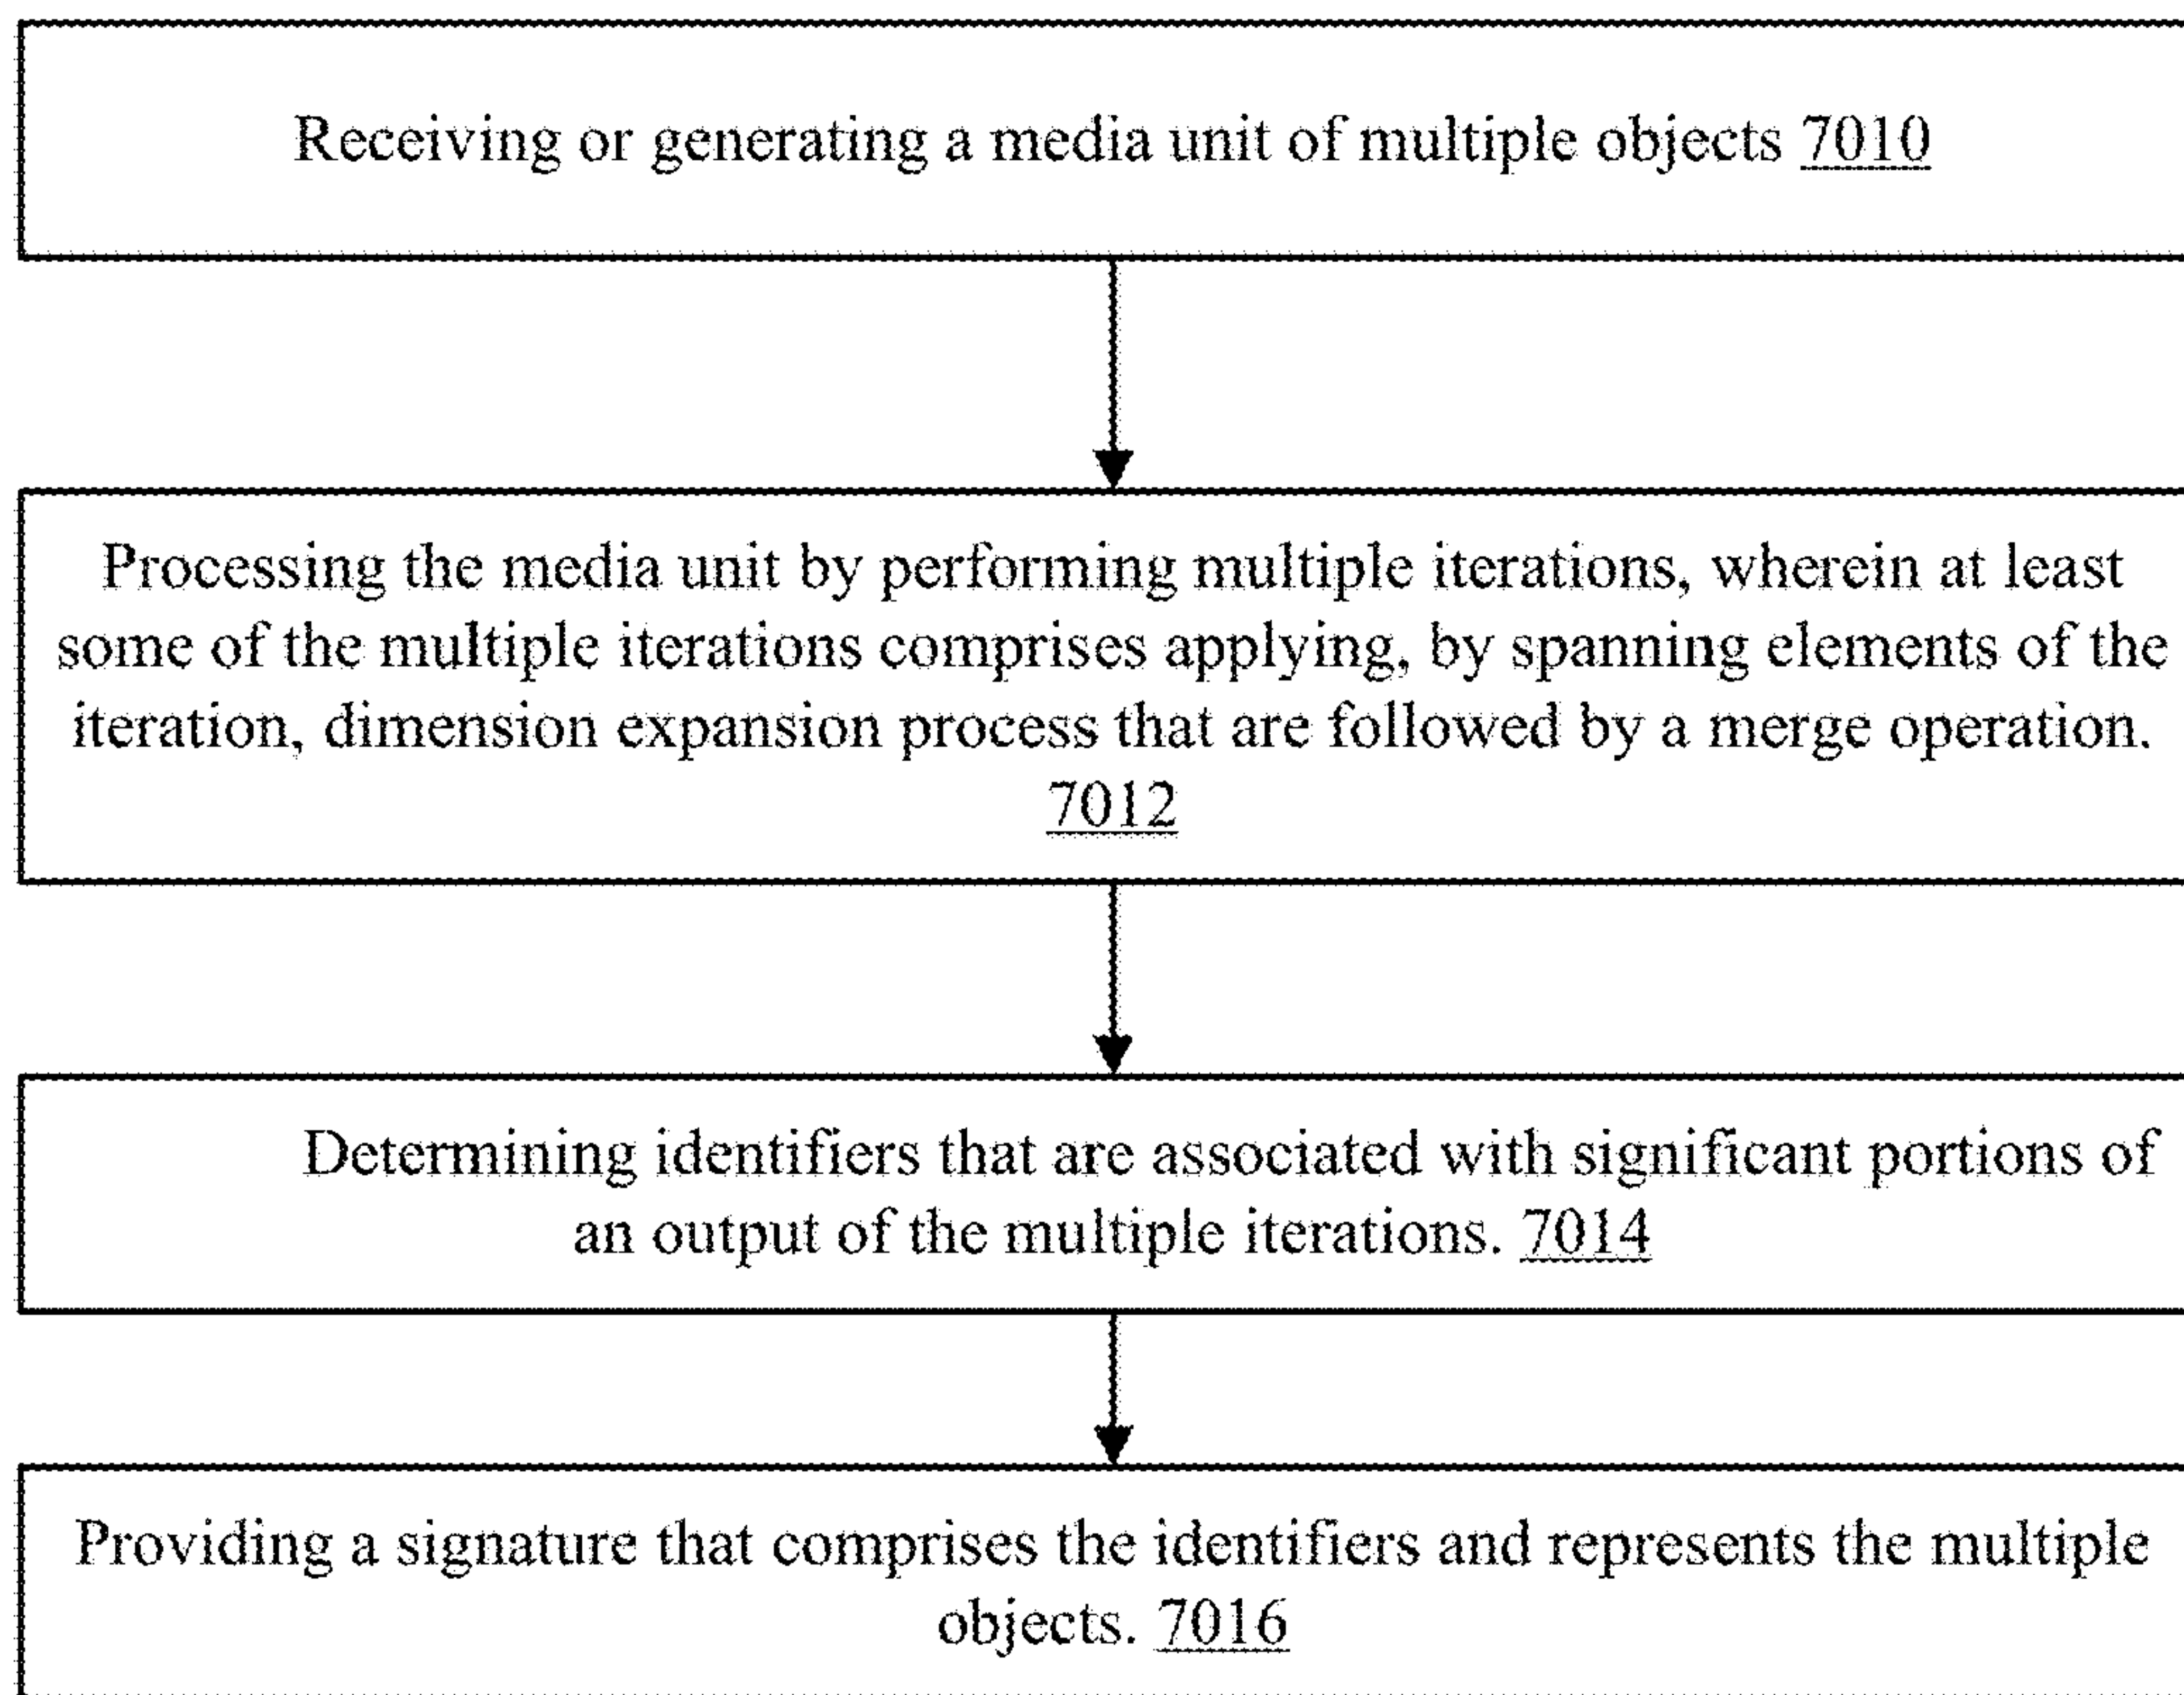 Receiving or generating a media unit of multiple objects 7010
Processing the media unit by performing multiple iterations, wherein at least
some of the multiple iterations comprises applying, by spanning elements of the
iteration, dimension expansion process that are followed by a merge operation.
7012
Determining identifiers that are associated with significant portions of
an output of the multiple iterations. 7014
Providing a signature that comprises the identifiers and represents the multiple
objects. 7016